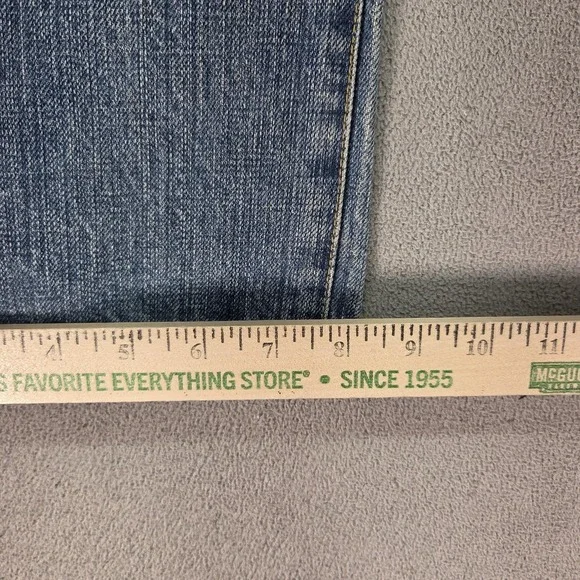 4 5 6 7 8 9 10 11
S FAVORITE EVERYTHING STORE® • SINCE 1955